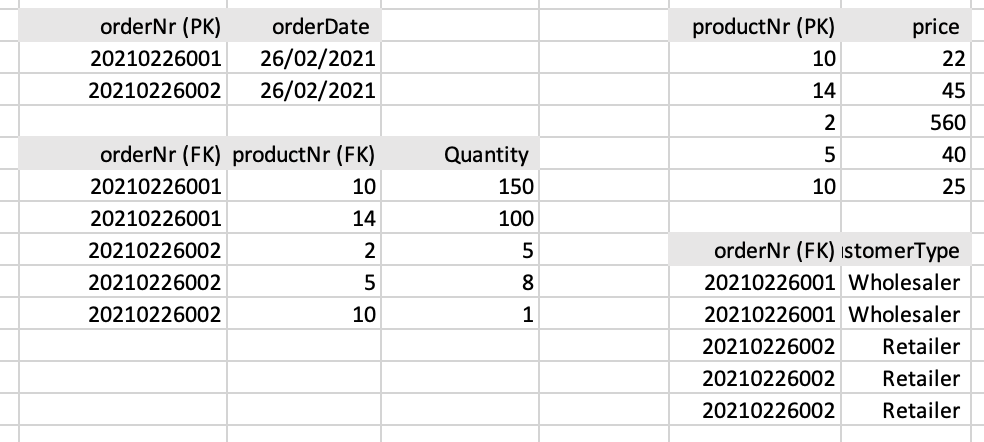 orderNr (PK) orderDate
20210226001 26/02/2021
20210226002 26/02/2021
orderNr (FK) productNr (FK) Quantity
20210226001 10 150
20210226001 14 100
20210226002 2 5
20210226002 5 8
20210226002 10 1
productNr (PK) price
10 22
14 45
2 560
5 40
10 25
orderNr (FK) stomerType
20210226001 Wholesaler
20210226001 Wholesaler
20210226002 Retailer
20210226002 Retailer
20210226002 Retailer